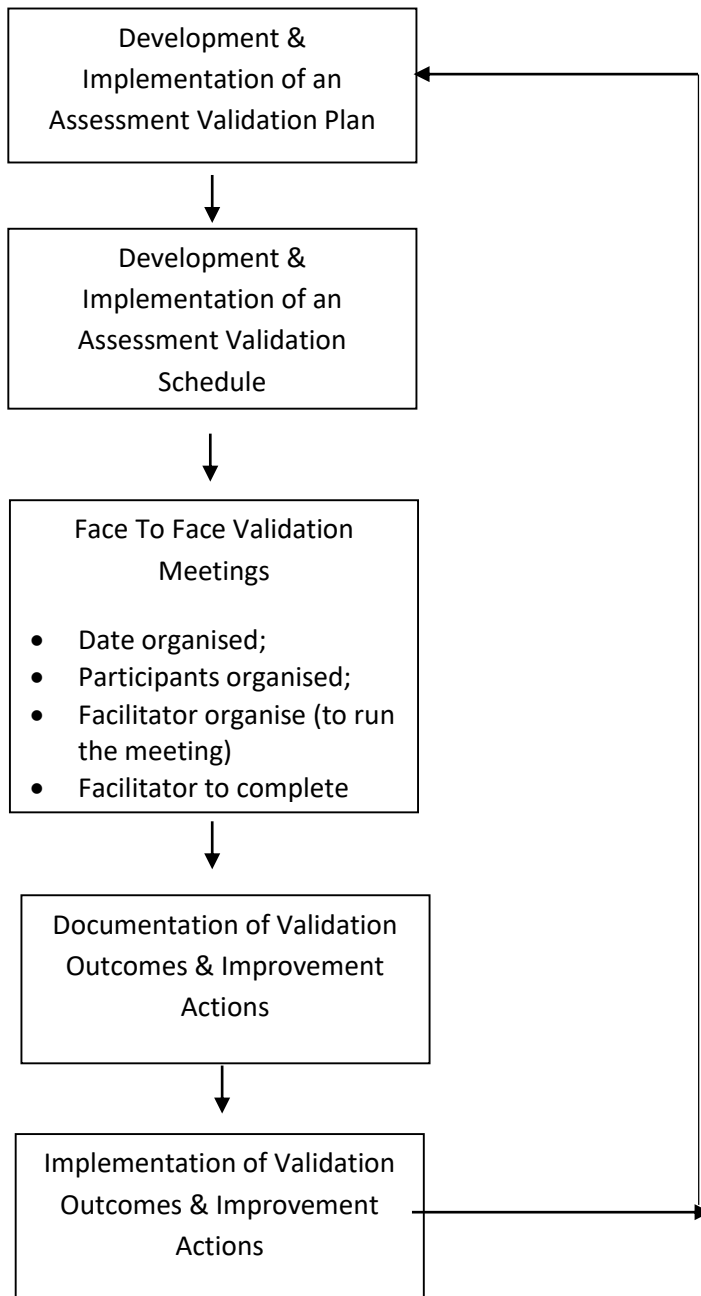 Development &
Implementation of an
Assessment Validation Plan
Development &
Implementation of an
Assessment Validation
Schedule
Face To Face Validation
Meetings
• Date organised;
• Participants organised;
• Facilitator organise (to run
the meeting)
• Facilitator to complete
Documentation of Validation
Outcomes & Improvement
Actions
Implementation of Validation
Outcomes & Improvement
Actions